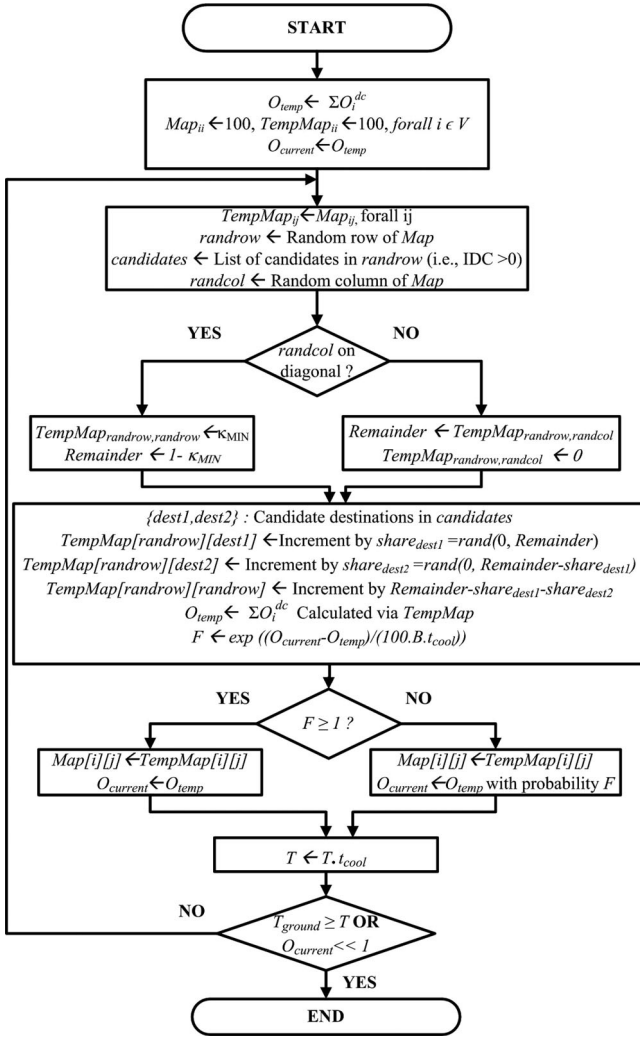 START
O_temp ← ΣO_i^dc
Map_ii ←100, TempMap_ii ←100, forall i ϵ V
O_current ←O_temp
TempMap_ij ←Map_ij, forall ij
randrow ← Random row of Map
candidates ← List of candidates in randrow (i.e., IDC >0)
randcol ← Random column of Map
YES
NO
randcol on
diagonal ?
TempMap_randrow,randrow ←κ_MIN
Remainder ← 1- κ_MIN
Remainder ← TempMap_randrow,randcol
TempMap_randrow,randcol ← 0
{dest1,dest2} : Candidate destinations in candidates
TempMap[randrow][dest1] ←Increment by share_dest1 =rand(0, Remainder)
TempMap[randrow][dest2] ← Increment by share_dest2 =rand(0, Remainder-share_dest1)
TempMap[randrow][randrow] ← Increment by Remainder-share_dest1-share_dest2
O_temp ← ΣO_i^dc Calculated via TempMap
F ← exp ((O_current-O_temp)/(100.B.t_cool))
YES
NO
F ≥ 1 ?
Map[i][j] ←TempMap[i][j]
O_current ←O_temp
Map[i][j] ←TempMap[i][j]
O_current ←O_temp with probability F
T ← T.t_cool
NO
T_ground ≥ T OR
O_current << 1
YES
END